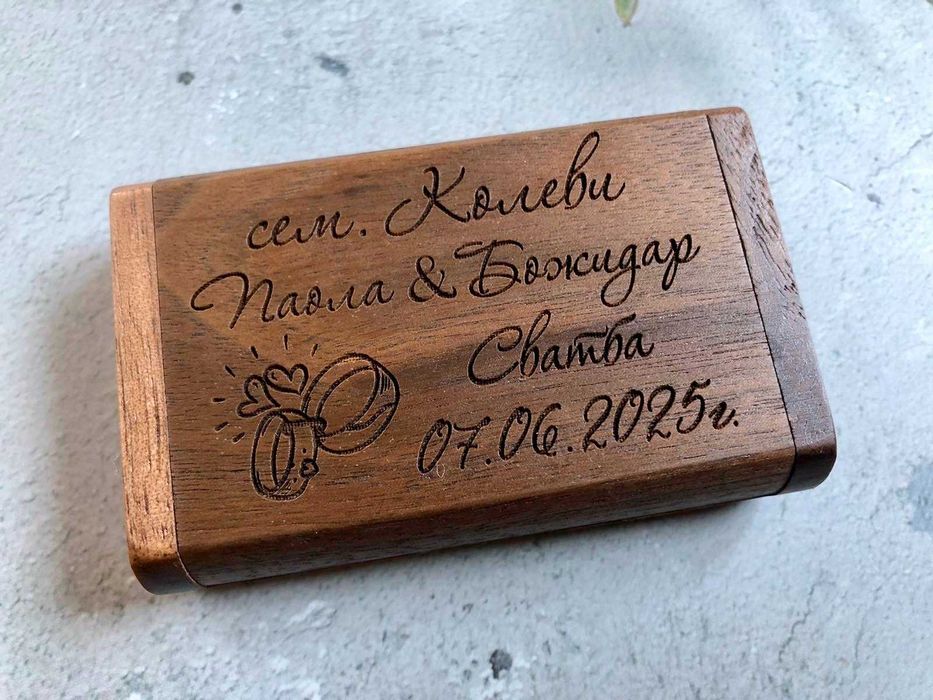 сем. Колеви
Паола & Божидар
Сватба
07.06.2025г.